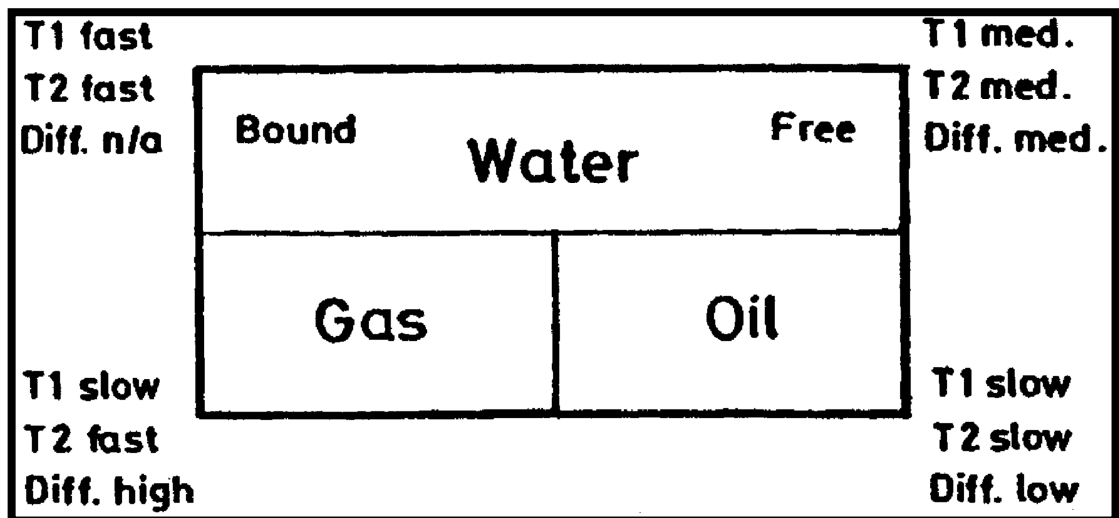 T1 fast
T2 fast
Diff. n/a
T1 med.
T2 med.
Diff. med.
Bound
Free
Water
Gas
Oil
T1 slow
T2 fast
Diff. high
T1 slow
T2 slow
Diff. low